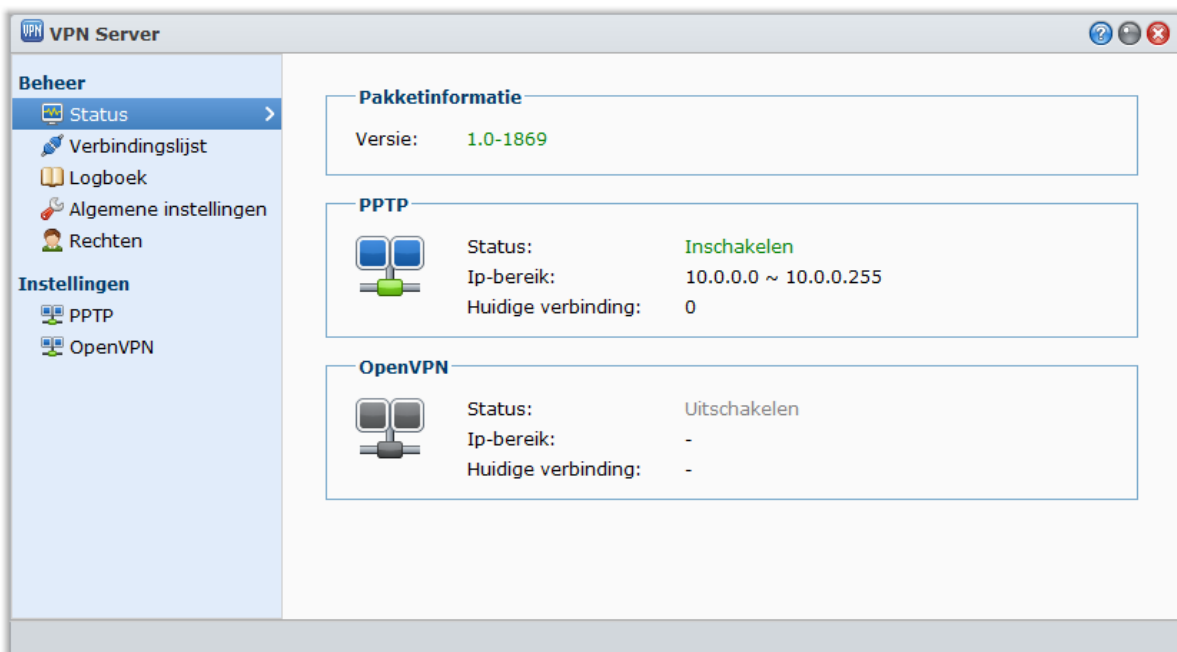 VPN Server
Beheer
Status
Verbindingslijst
Logboek
Algemene instellingen
Rechten
Instellingen
PPTP
OpenVPN
Pakketinformatie
Versie: 1.0-1869
PPTP
Status: Inschakelen
Ip-bereik: 10.0.0.0 ~ 10.0.0.255
Huidige verbinding: 0
OpenVPN
Status: Uitschakelen
Ip-bereik: -
Huidige verbinding: -